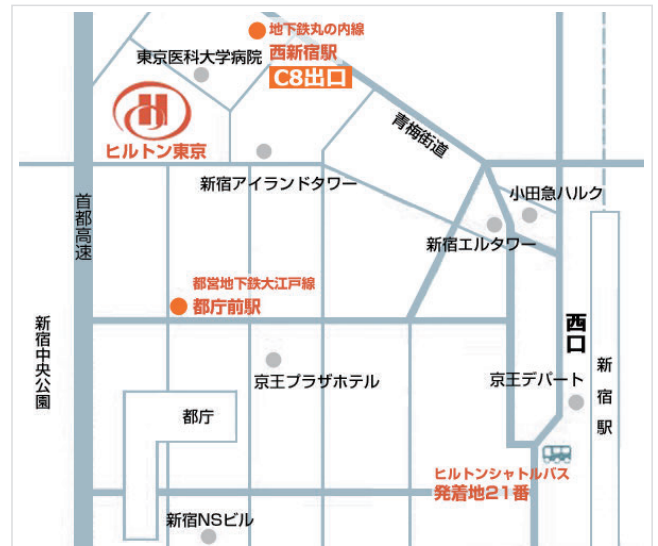 地下鉄丸の内線
西新宿駅
C8出口
東京医科大学病院
H
ヒルトン東京
青梅街道
新宿アイランドタワー
小田急ハルク
新宿エルタワー
首都高速
都営地下鉄大江戸線
都庁前駅
新宿中央公園
西口
新宿駅
京王プラザホテル
京王デパート
都庁
ヒルトンシャトルバス
発着地21番
新宿NSビル